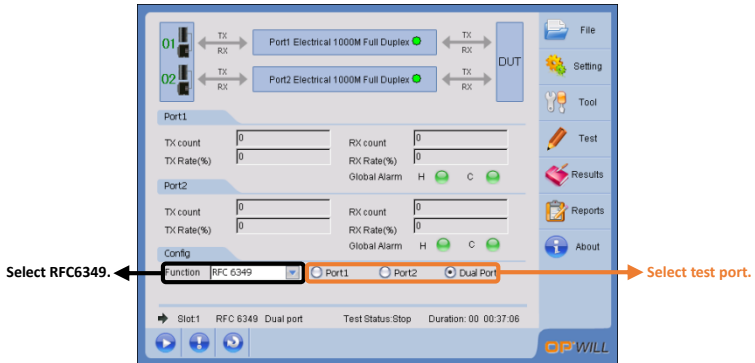 TX
RX
Port1 Electrical 1000M Full Duplex
TX
RX
01
File
DUT
Setting
TX
RX
Port2 Electrical 1000M Full Duplex
TX
RX
02
Tool
Port1
TX count 0 RX count 0
Test
TX Rate(%) 0 RX Rate(%) 0
Global Alarm H C
Results
Port2
TX count 0 RX count 0
Reports
TX Rate(%) 0 RX Rate(%) 0
Global Alarm H C
About
Config
Select RFC6349.
Function RFC 6349 Port1 Port2 Dual Port
Select test port.
Slot:1 RFC 6349 Dual port Test Status:Stop Duration: 00 00:37:06
OPWILL